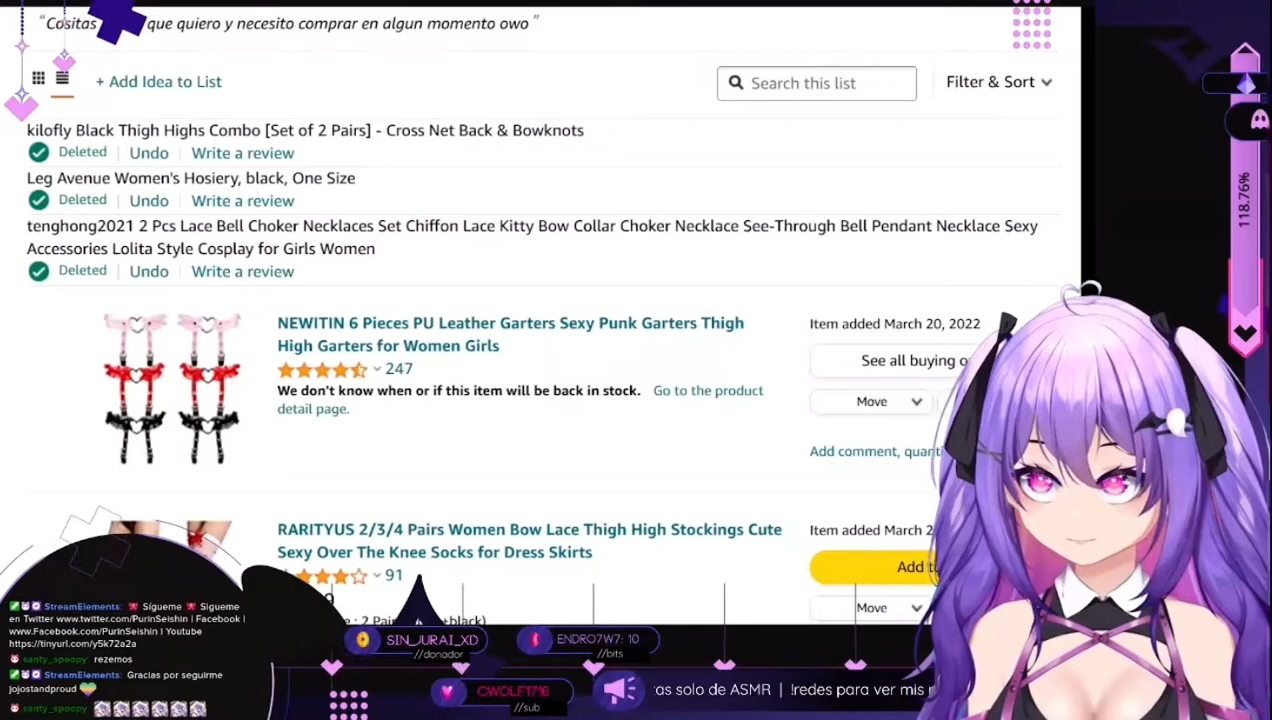 "Cositas que quiero y necesito comprar en algun momento owo "
+ Add Idea to List
Search this list
Filter & Sort
kilofly Black Thigh Highs Combo [Set of 2 Pairs] - Cross Net Back & Bowknots
Deleted | Undo | Write a review
Leg Avenue Women's Hosiery, black, One Size
Deleted | Undo | Write a review
tenghong2021 2 Pcs Lace Bell Choker Necklaces Set Chiffon Lace Kitty Bow Collar Choker Necklace See-Through Bell Pendant Necklace Sexy
Accessories Lolita Style Cosplay for Girls Women
Deleted | Undo | Write a review
118.76%
NEWITIN 6 Pieces PU Leather Garters Sexy Punk Garters Thigh
High Garters for Women Girls
247
We don't know when or if this item will be back in stock. Go to the product
detail page.
Item added March 20, 2022
See all buying o
Move
Add comment, quanti
RARITYUS 2/3/4 Pairs Women Bow Lace Thigh High Stockings Cute
Sexy Over The Knee Socks for Dress Skirts
91
Item added March 2
Add t
Move
StreamElements: Sígueme Sigueme
en Twitter www.twitter.com/PurinSeishin | Facebook |
www.Facebook.com/PurinSeishin | Youtube
https://tinyurl.com/y5k72a2a
santy_spoopy: rezemos
StreamElements: Gracias por seguirme
jojostandproud
santy_spoopy:
SIN_JURAI_XD
//donador
ENDRO7W7: 10
//bits
CWOLF1716
//sub
as solo de ASMR | !redes para ver mis